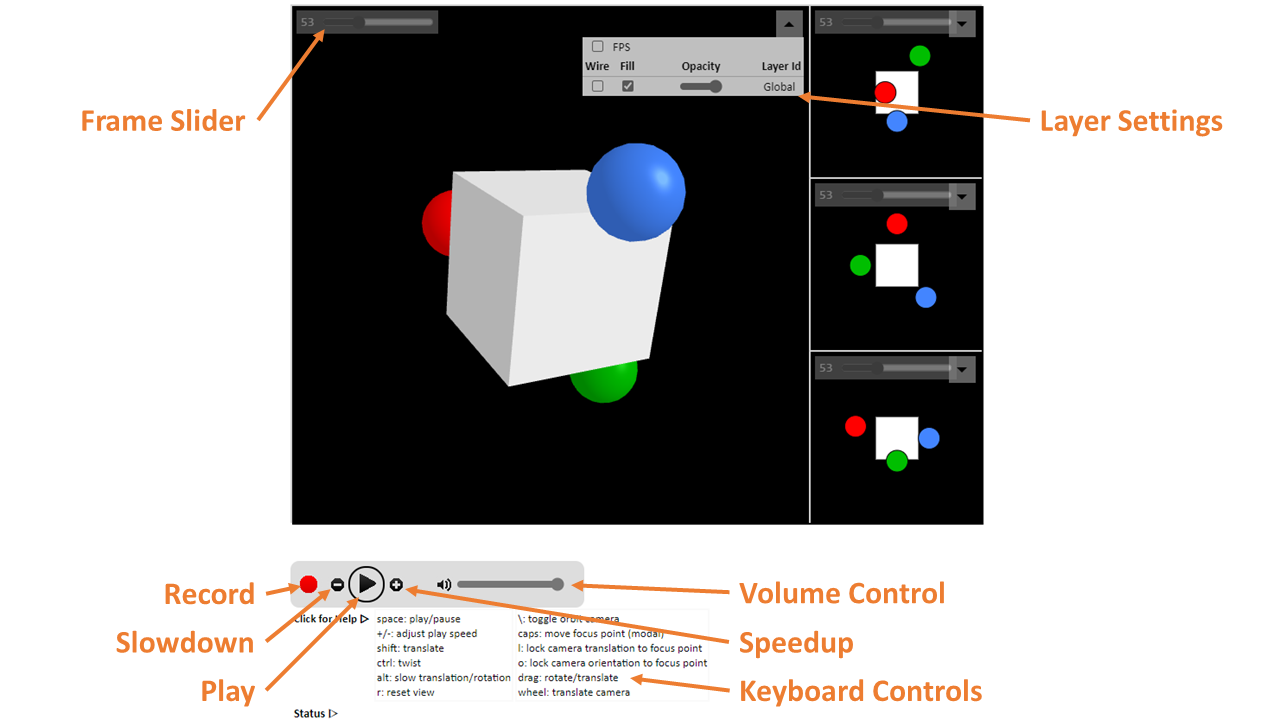 53
53
FPS
Wire Fill Opacity Layer Id
Global
Frame Slider
Layer Settings
53
53
Record
Volume Control
Click for Help
space: play/pause
+/-: adjust play speed
shift: translate
ctrl: twist
alt: slow translation/rotation
r: reset view
\: toggle orbit camera
caps: move focus point (modal)
l: lock camera translation to focus point
o: lock camera orientation to focus point
drag: rotate/translate
wheel: translate camera
Slowdown
Speedup
Play
Keyboard Controls
Status